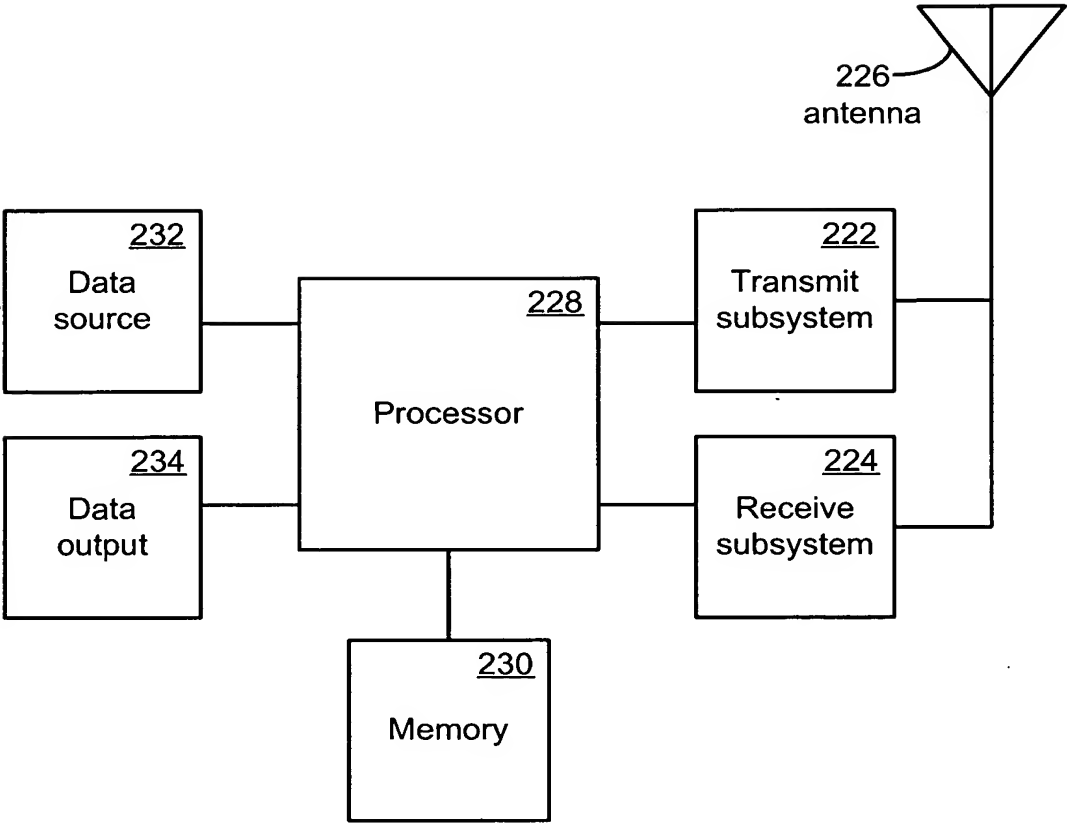 226
antenna
232
Data
source
228
Processor
222
Transmit
subsystem
234
Data
output
224
Receive
subsystem
230
Memory